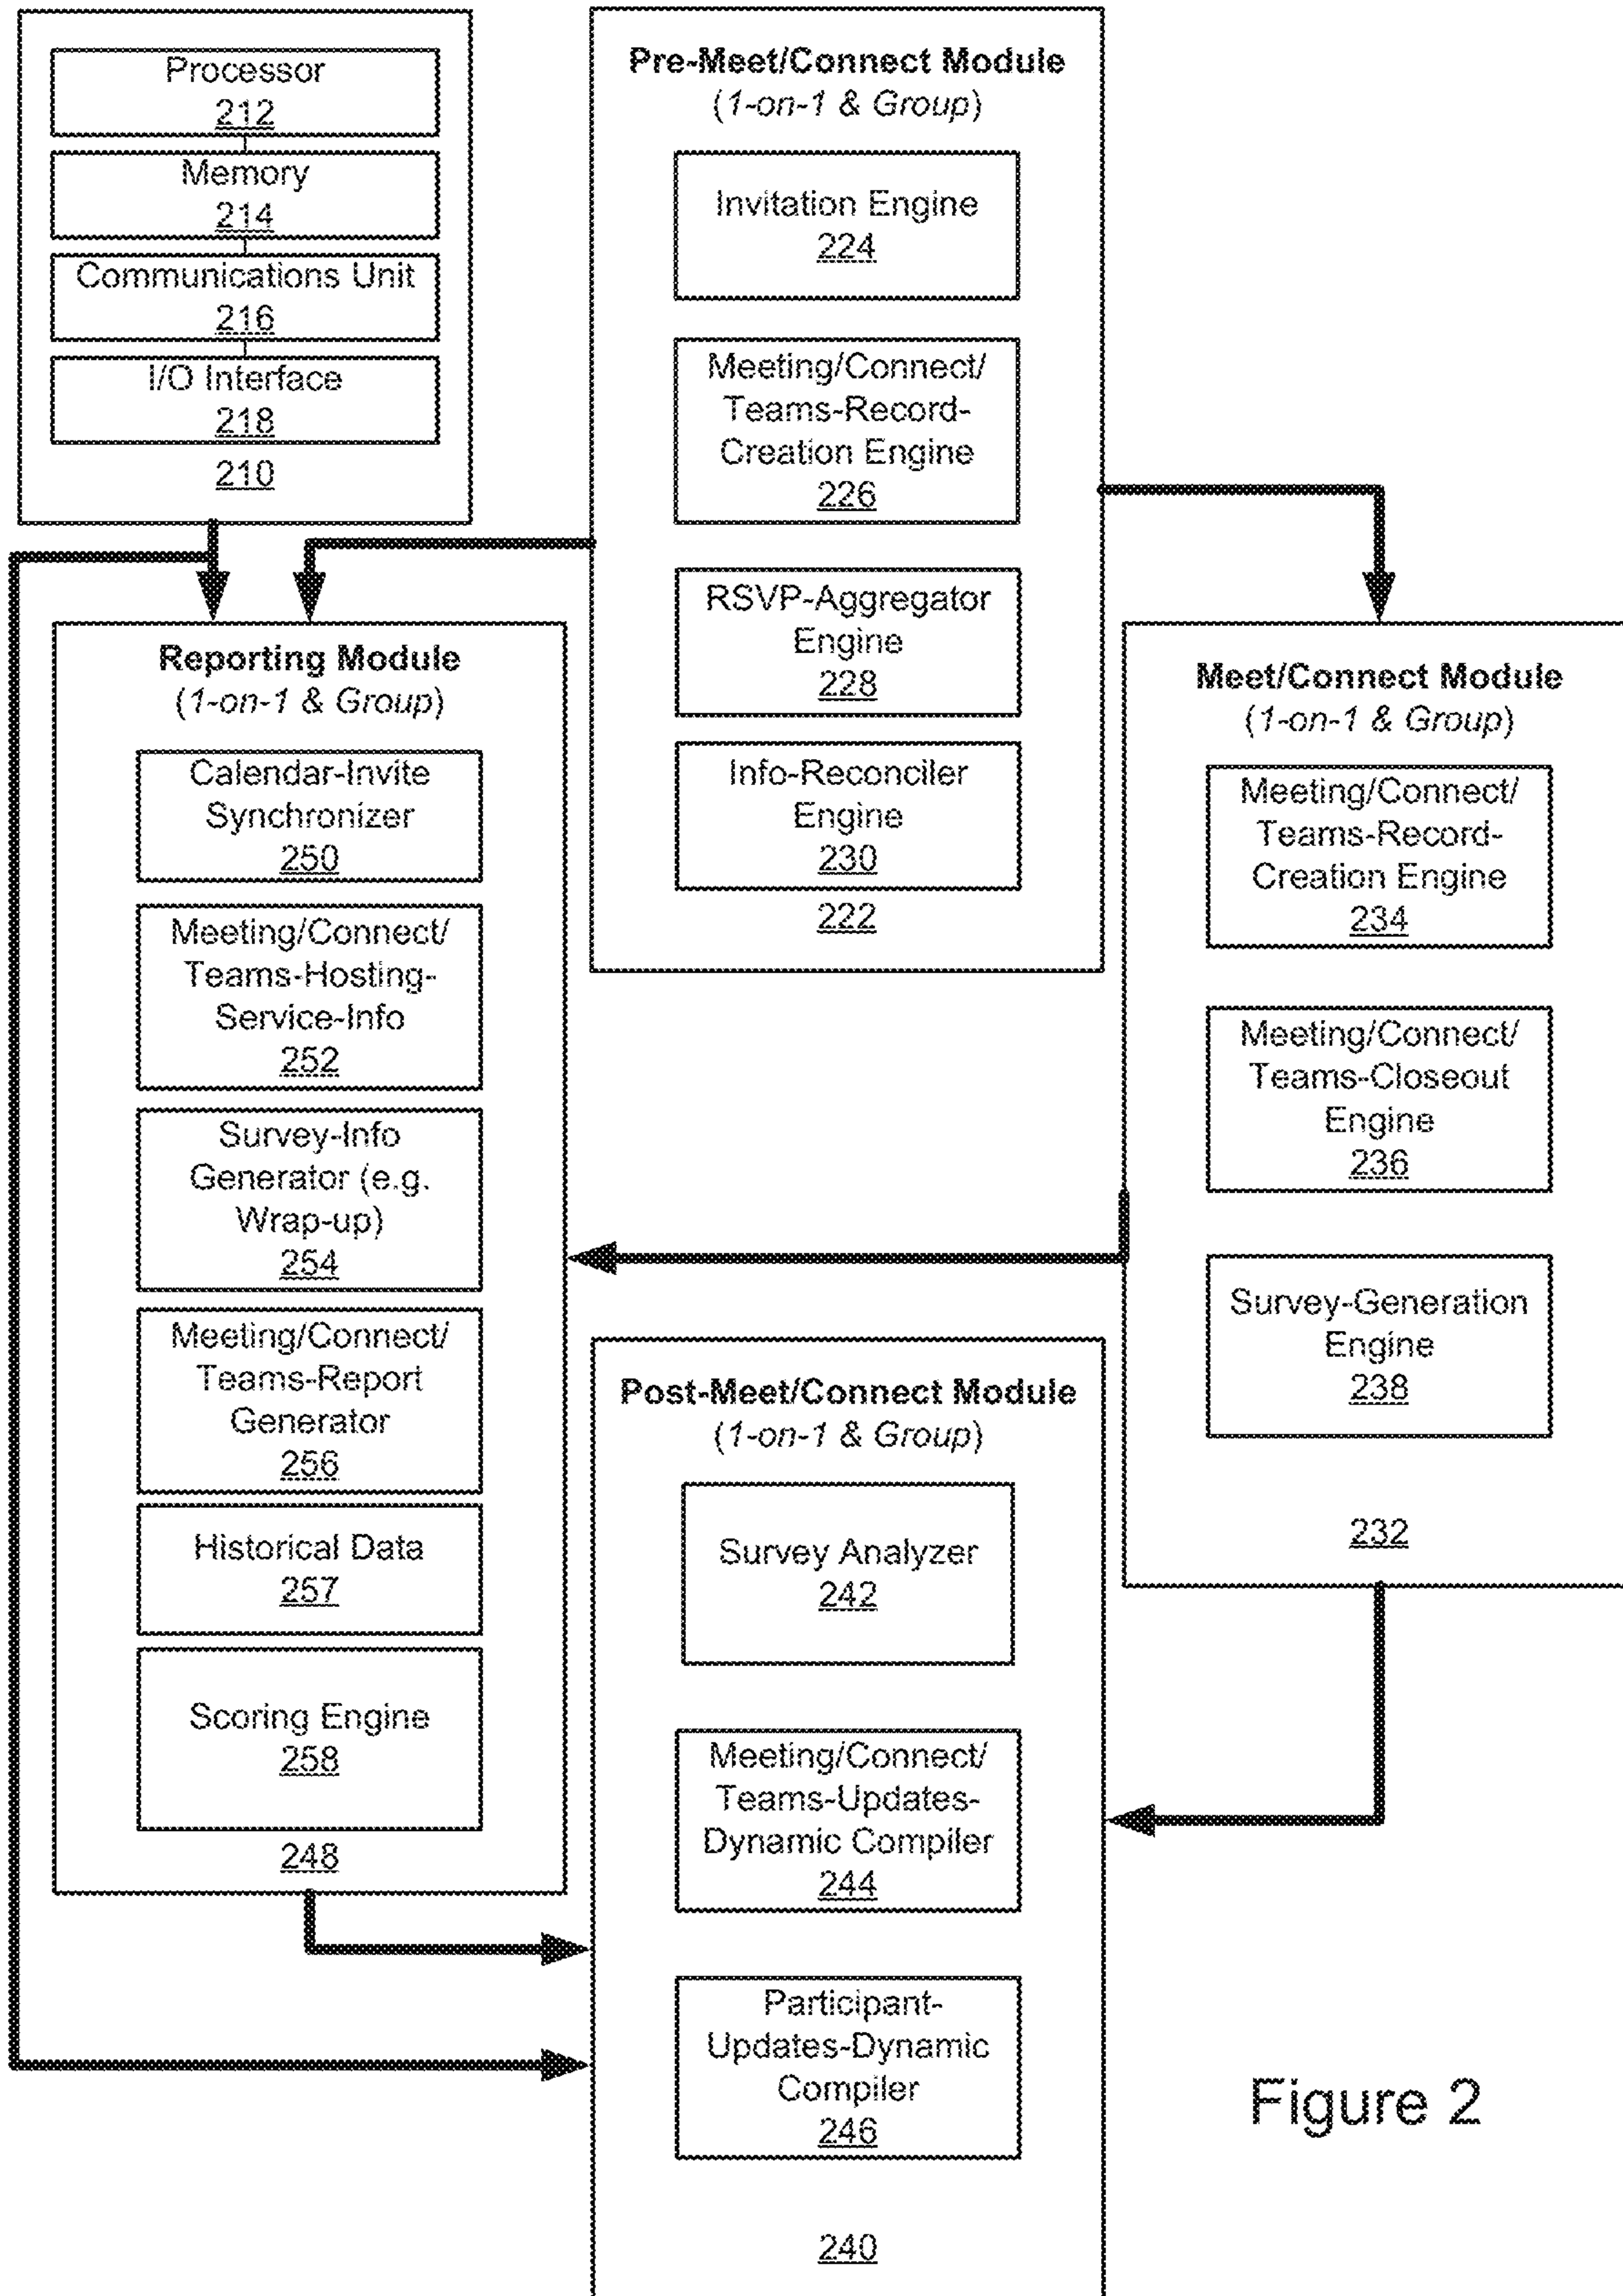 Processor
212
Memory
214
Communications Unit
216
I/O Interface
218
210
Pre-Meet/Connect Module
(1-on-1 & Group)
Invitation Engine
224
Meeting/Connect/
Teams-Record-
Creation Engine
226
RSVP-Aggregator
Engine
228
Info-Reconciler
Engine
230
222
Reporting Module
(1-on-1 & Group)
Calendar-Invite
Synchronizer
250
Meeting/Connect/
Teams-Hosting-
Service-Info
252
Survey-Info
Generator (e.g.
Wrap-up)
254
Meeting/Connect/
Teams-Report
Generator
256
Historical Data
257
Scoring Engine
258
248
Meet/Connect Module
(1-on-1 & Group)
Meeting/Connect/
Teams-Record-
Creation Engine
234
Meeting/Connect/
Teams-Closeout
Engine
236
Survey-Generation
Engine
238
232
Post-Meet/Connect Module
(1-on-1 & Group)
Survey Analyzer
242
Meeting/Connect/
Teams-Updates-
Dynamic Compiler
244
Participant-
Updates-Dynamic
Compiler
246
240
Figure 2